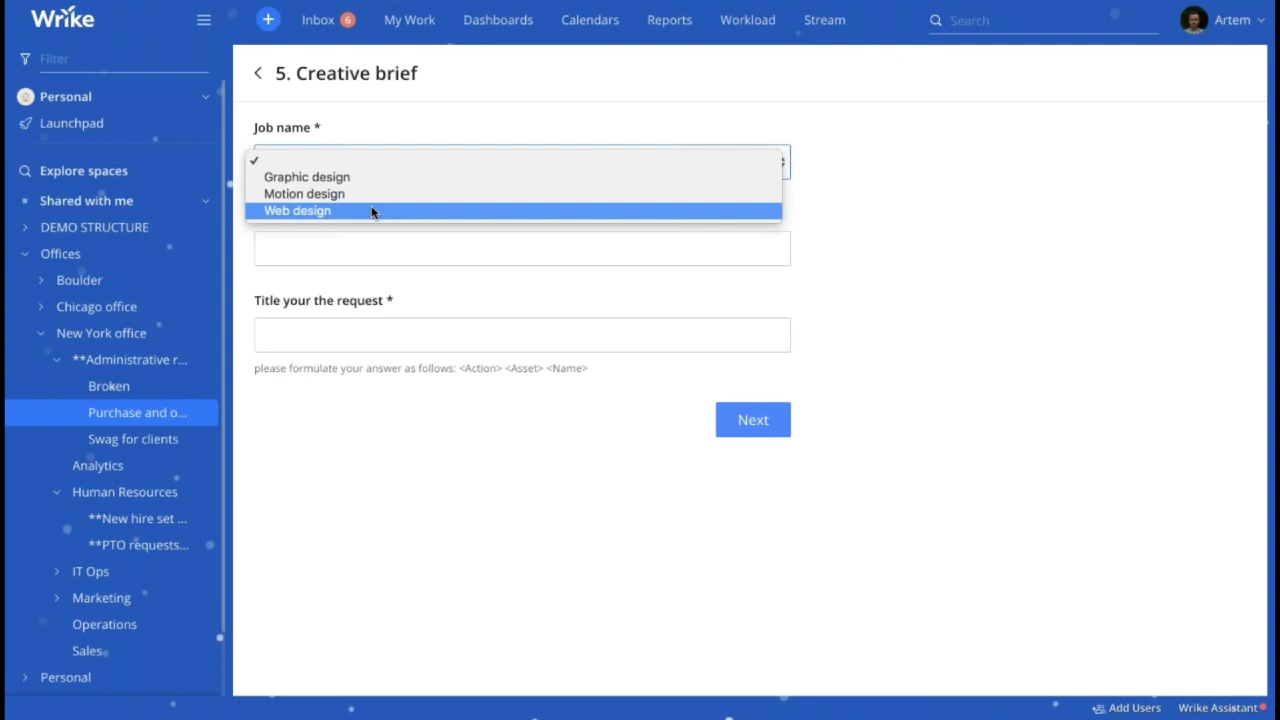 Wrike
Inbox 6 My Work Dashboards Calendars Reports Workload Stream Search Artem
Filter
Personal
Launchpad
Explore spaces
Shared with me
DEMO STRUCTURE
Offices
Boulder
Chicago office
New York office
**Administrative r...
Broken
Purchase and o...
Swag for clients
Analytics
Human Resources
**New hire set ...
**PTO requests...
IT Ops
Marketing
Operations
Sales
Personal
5. Creative brief
Job name *
Graphic design
Motion design
Web design
Title your the request *
please formulate your answer as follows: <Action> <Asset> <Name>
Next
Add Users Wrike Assistant